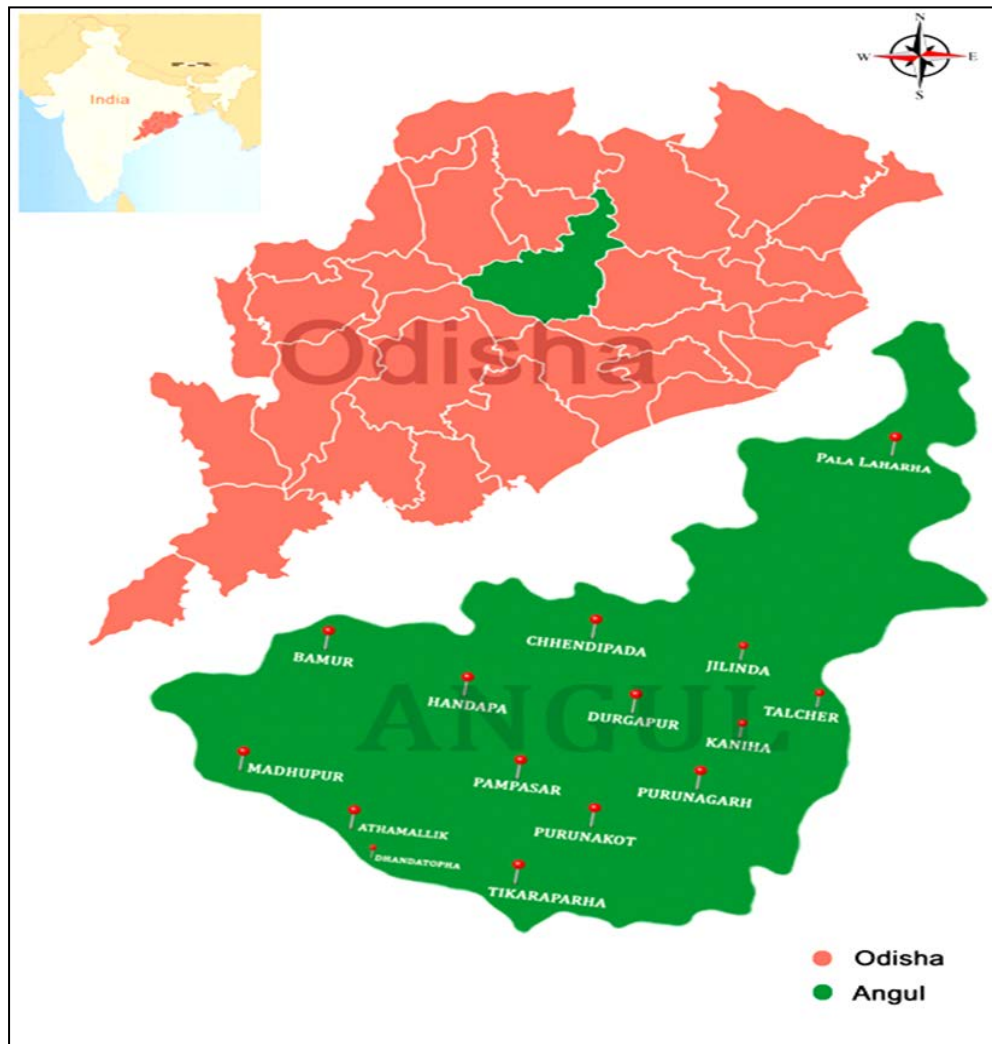 N
W E
S
India
Odisha
PALA LAHARHA
CHHENDIPADA
BAMUR
JILINDA
HANDAPA
ANGUL
DURGAPUR
TALCHER
KANIHA
MADHUPUR
PAMPASAR
PURUNAGARH
ATHAMALLIK
PURUNAKOT
DHANDATOPHA
TIKARAPARHA
Odisha
Angul